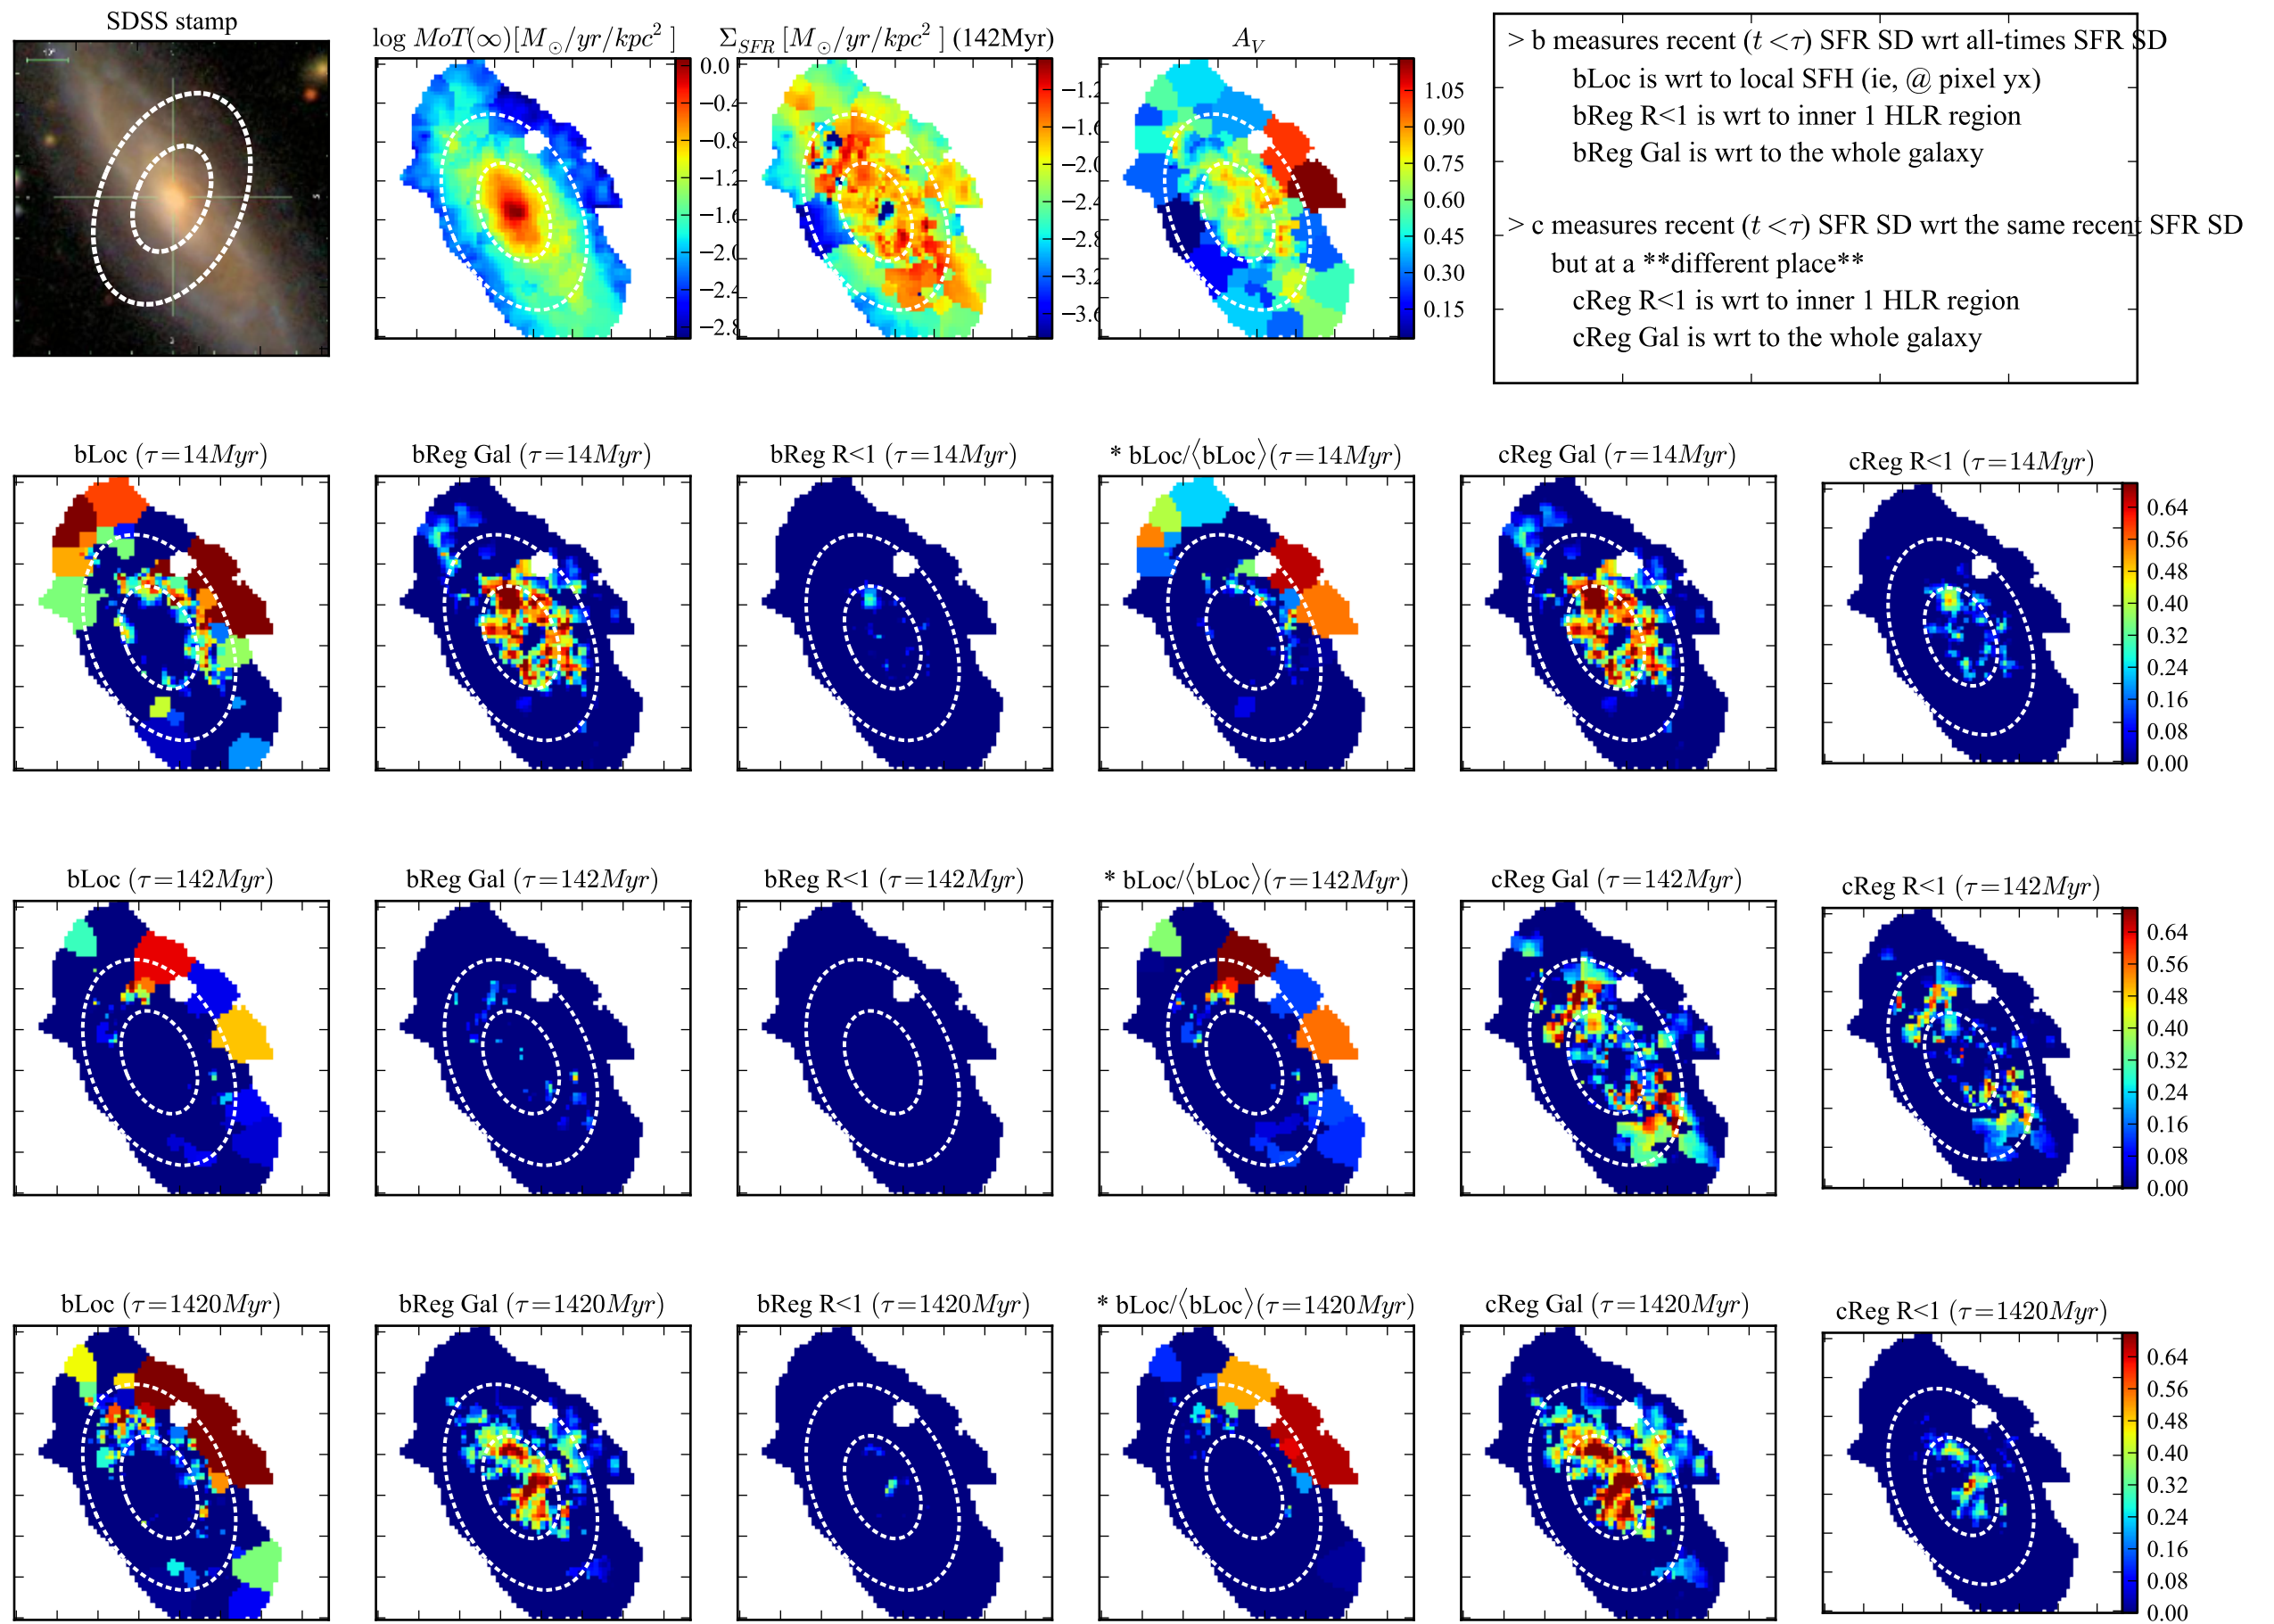 SDSS stamp
log MoT(∞)[M⊙/yr/kpc² ]
Σ_SFR [M⊙/yr/kpc² ] (142Myr)
A_V
0.0
−0.4
−0.8
−1.2
−1.6
−2.0
−2.4
−2.8
−1.2
−1.6
−2.0
−2.4
−2.8
−3.2
−3.6
1.05
0.90
0.75
0.60
0.45
0.30
0.15
> b measures recent (t <τ) SFR SD wrt all-times SFR SD
bLoc is wrt to local SFH (ie, @ pixel yx)
bReg R<1 is wrt to inner 1 HLR region
bReg Gal is wrt to the whole galaxy
> c measures recent (t <τ) SFR SD wrt the same recent SFR SD
but at a **different place**
cReg R<1 is wrt to inner 1 HLR region
cReg Gal is wrt to the whole galaxy
bLoc (τ=14Myr)
bReg Gal (τ=14Myr)
bReg R<1 (τ=14Myr)
* bLoc/⟨bLoc⟩(τ=14Myr)
cReg Gal (τ=14Myr)
cReg R<1 (τ=14Myr)
0.64
0.56
0.48
0.40
0.32
0.24
0.16
0.08
0.00
bLoc (τ=142Myr)
bReg Gal (τ=142Myr)
bReg R<1 (τ=142Myr)
* bLoc/⟨bLoc⟩(τ=142Myr)
cReg Gal (τ=142Myr)
cReg R<1 (τ=142Myr)
0.64
0.56
0.48
0.40
0.32
0.24
0.16
0.08
0.00
bLoc (τ=1420Myr)
bReg Gal (τ=1420Myr)
bReg R<1 (τ=1420Myr)
* bLoc/⟨bLoc⟩(τ=1420Myr)
cReg Gal (τ=1420Myr)
cReg R<1 (τ=1420Myr)
0.64
0.56
0.48
0.40
0.32
0.24
0.16
0.08
0.00